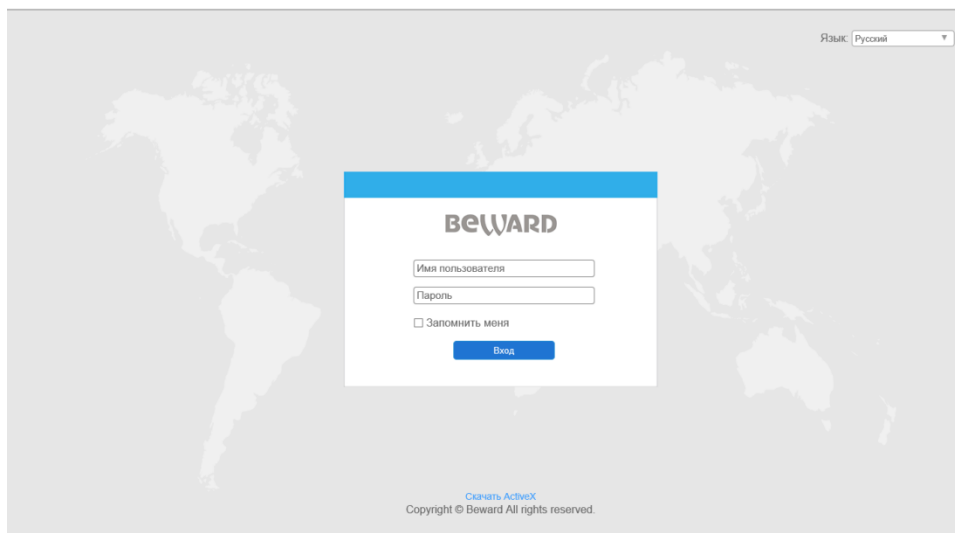 Язык: Русский
BEWARD
Имя пользователя
Пароль
Запомнить меня
Вход
Скачать ActiveX
Copyright © Beward All rights reserved.